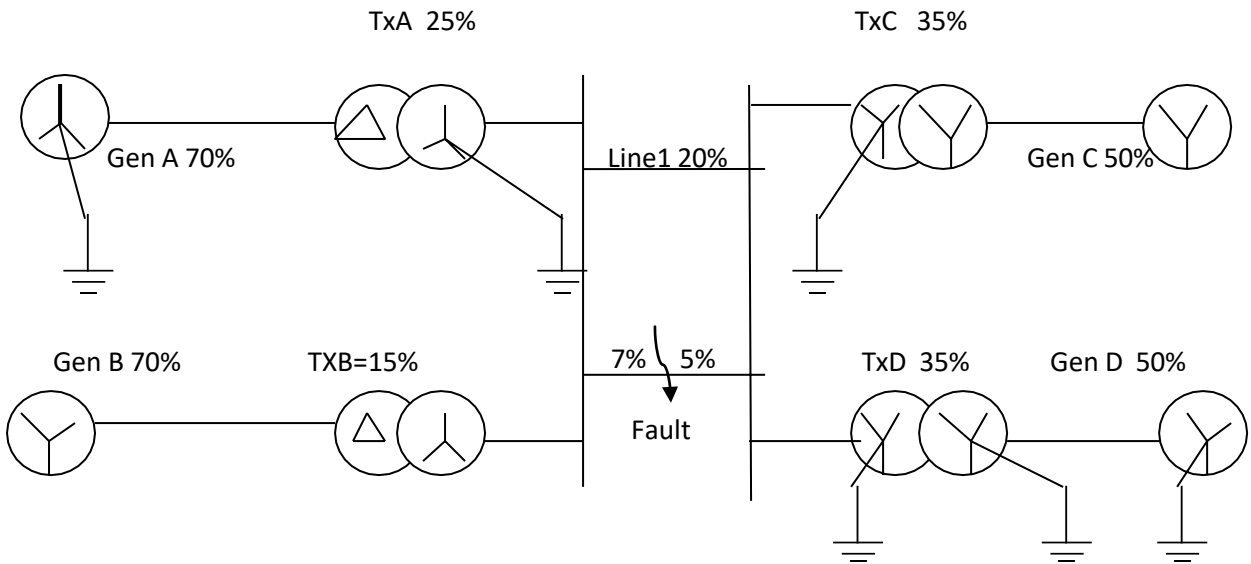 TxA 25%
TxC 35%
Gen A 70%
Line1 20%
Gen C 50%
Gen B 70%
TXB=15%
7%
5%
TxD 35%
Gen D 50%
Fault